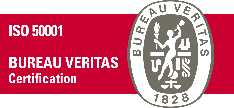 ISO 50001
BUREAU VERITAS
Certification
BUREAU VERITAS
1828